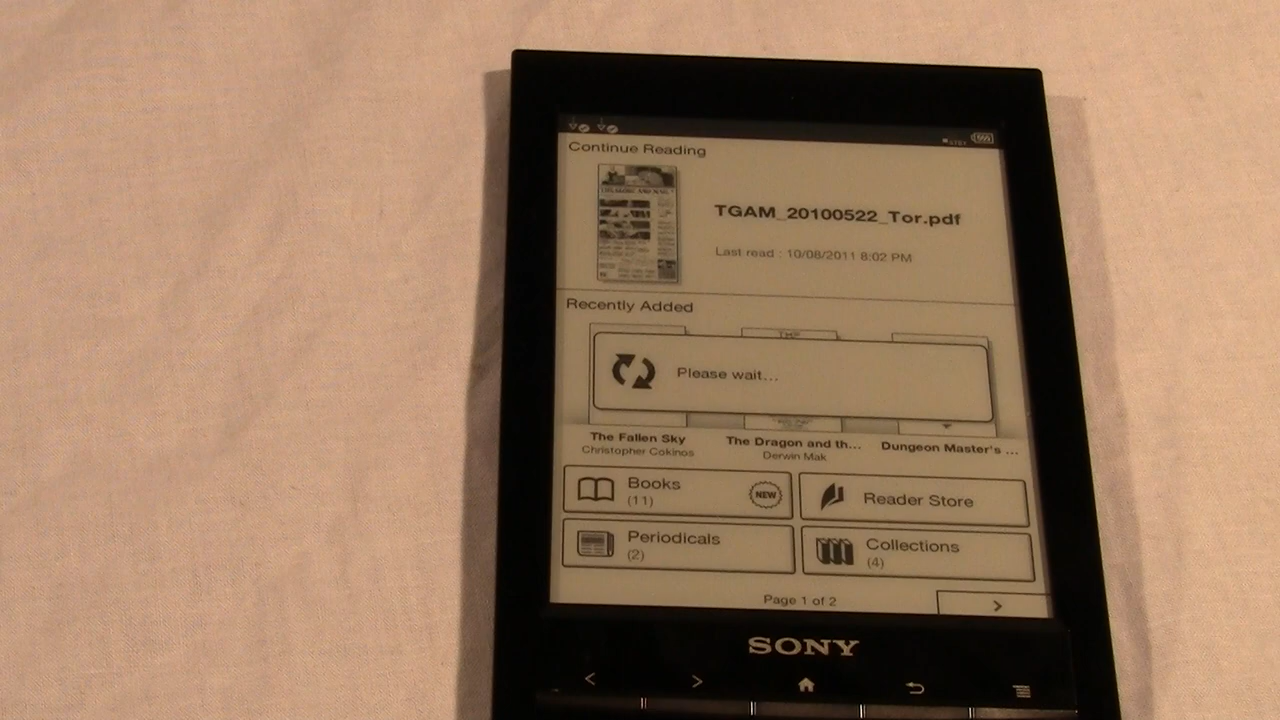 Continue Reading
TGAM_20100522_Tor.pdf
Last read : 10/08/2011 8:02 PM
Recently Added
Please wait...
The Fallen Sky
Christopher Cokinos
The Dragon and th...
Derwin Mak
Dungeon Master's ...
Books
(11)
NEW
Reader Store
Periodicals
(2)
Collections
(4)
Page 1 of 2
SONY